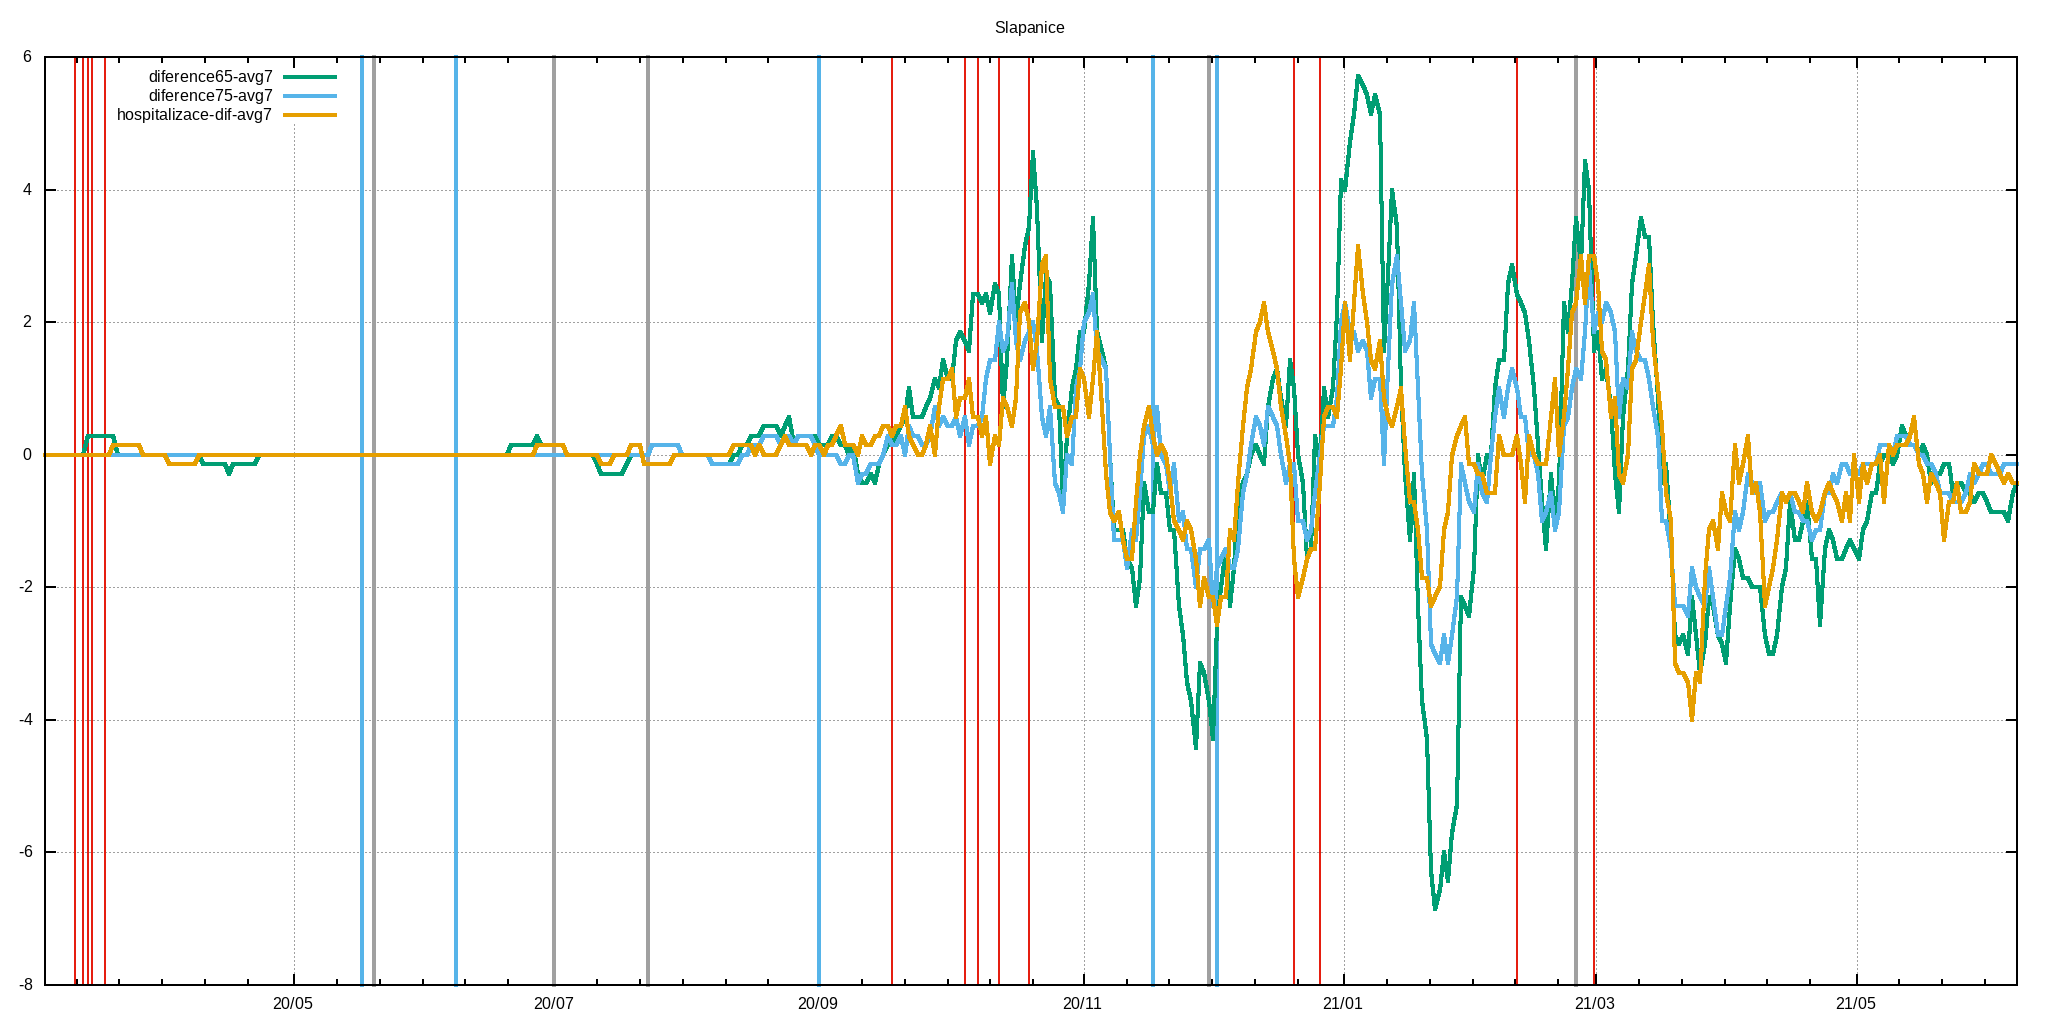 Slapanice
6
diference65-avg7
diference75-avg7
hospitalizace-dif-avg7
4
2
0
-2
-4
-6
-8
20/05 20/07 20/09 20/11 21/01 21/03 21/05